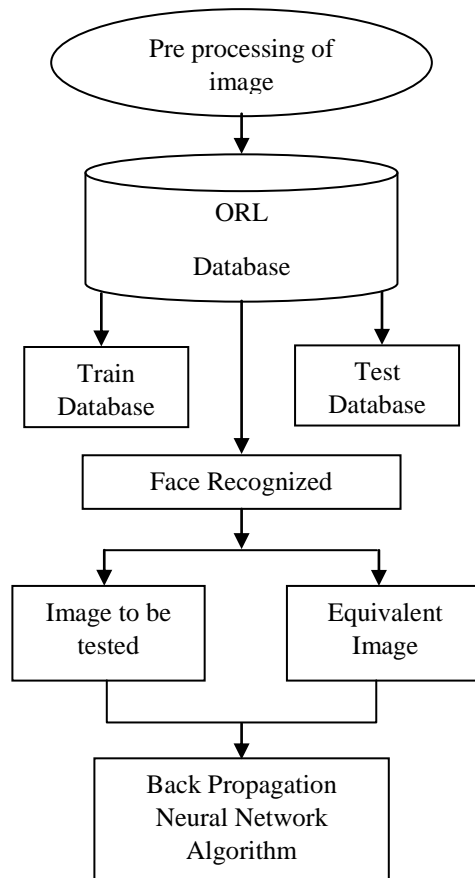 Pre processing of
image
ORL
Database
Train
Database
Test
Database
Face Recognized
Image to be
tested
Equivalent
Image
Back Propagation
Neural Network
Algorithm